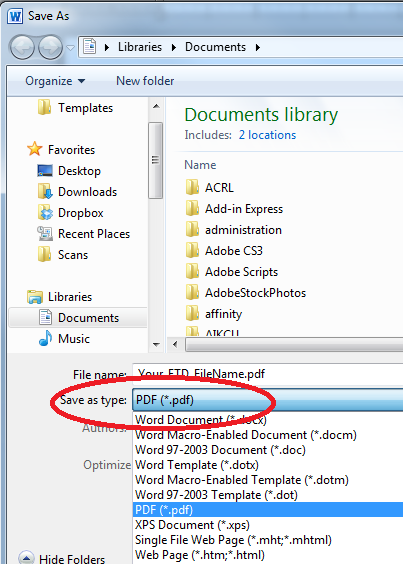 Save As
Libraries Documents
Organize New folder
Templates
Favorites
Desktop
Downloads
Dropbox
Recent Places
Scans
Libraries
Documents
Music
Documents library
Includes: 2 locations
Name
ACRL
Add-in Express
administration
Adobe CS3
Adobe Scripts
AdobeStockPhotos
affinity
AIKCU
File name: Your_ETD_FileName.pdf
Save as type: PDF (*.pdf)
Authors:
Optimize
Word Document (*.docx)
Word Macro-Enabled Document (*.docm)
Word 97-2003 Document (*.doc)
Word Template (*.dotx)
Word Macro-Enabled Template (*.dotm)
Word 97-2003 Template (*.dot)
PDF (*.pdf)
XPS Document (*.xps)
Single File Web Page (*.mht;*.mhtml)
Web Page (*.htm;*.html)
Hide Folders